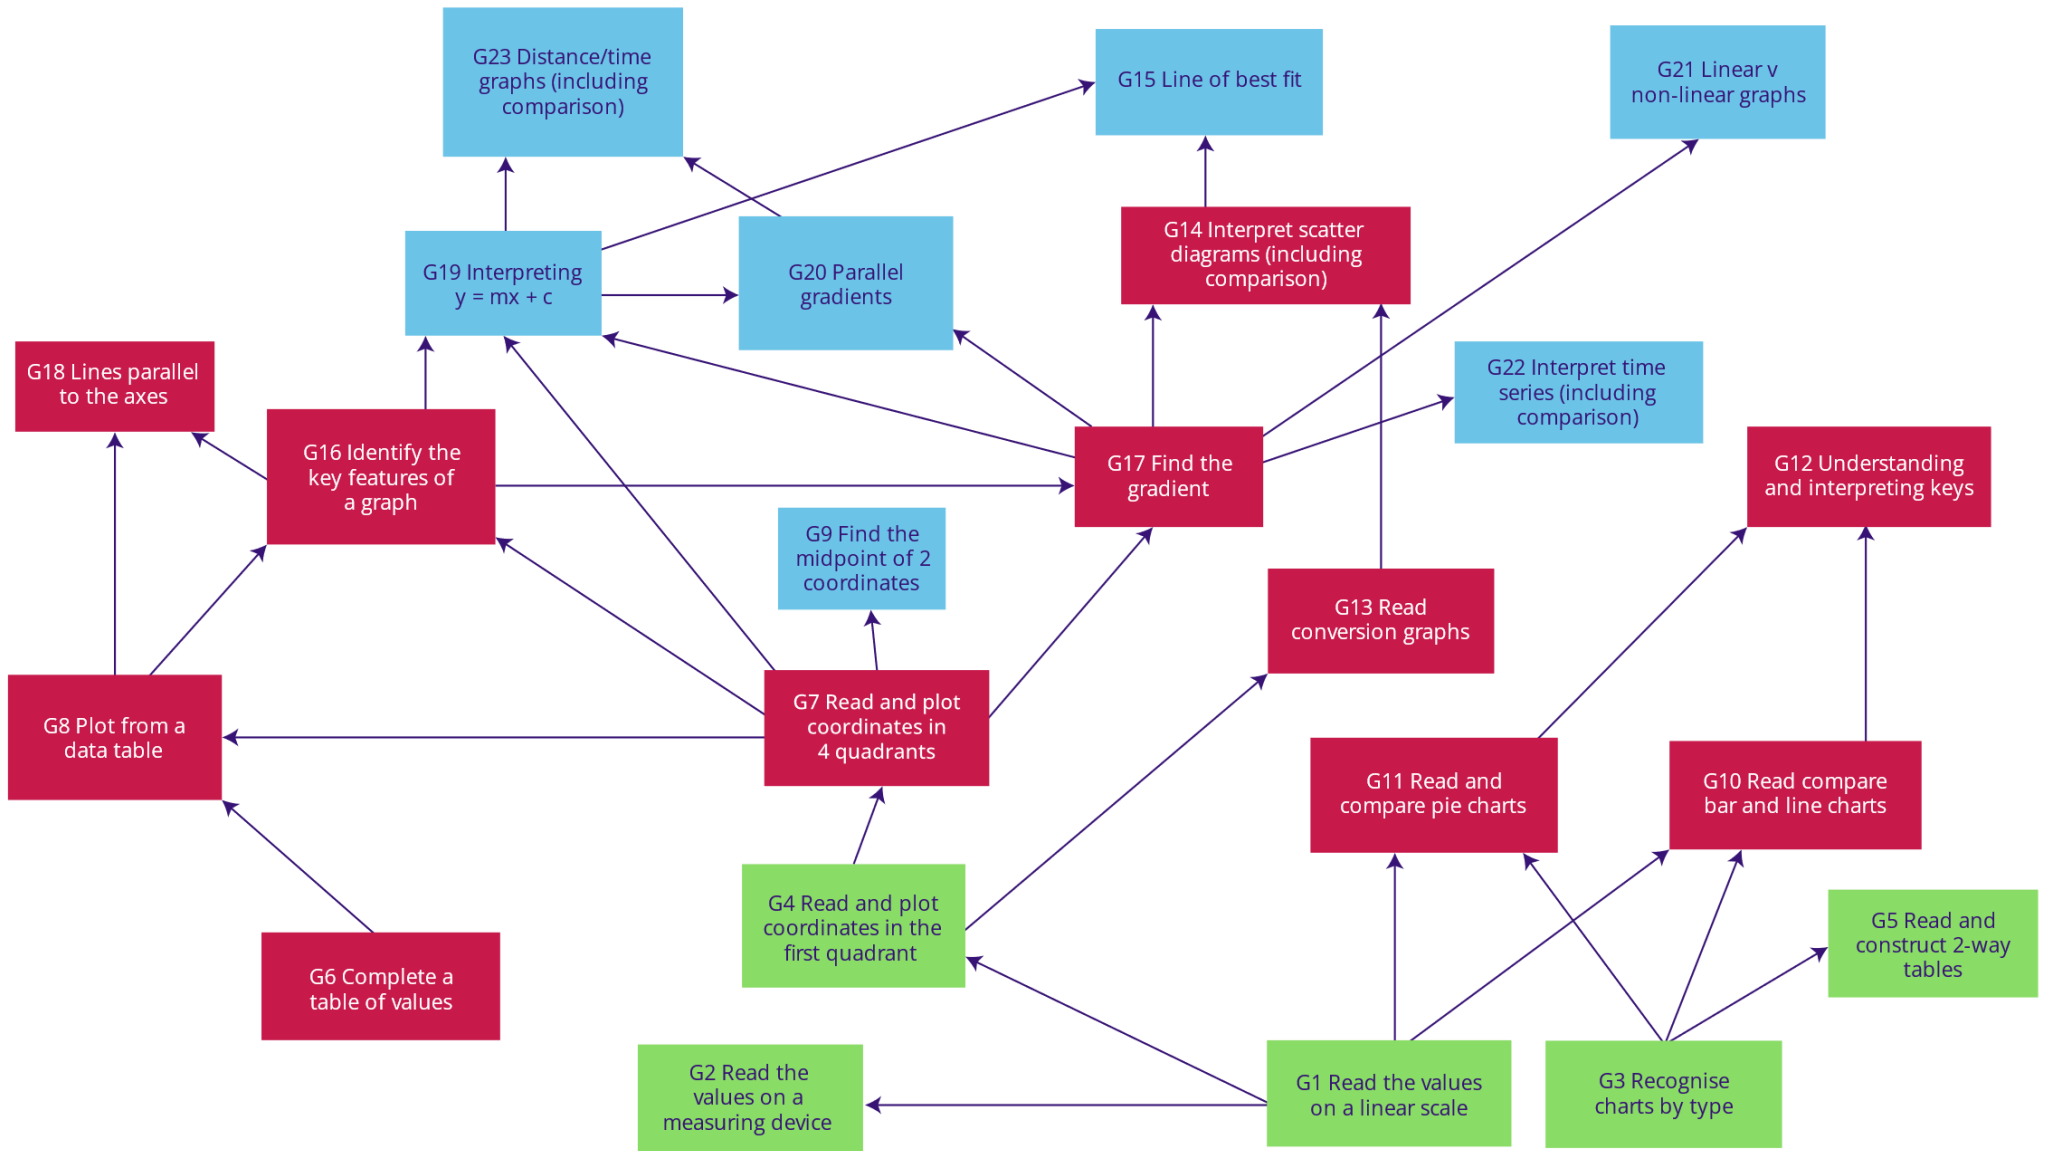 G23 Distance/time
graphs (including
comparison)
G15 Line of best fit
G21 Linear v
non-linear graphs
G19 Interpreting
y = mx + c
G20 Parallel
gradients
G14 Interpret scatter
diagrams (including
comparison)
G18 Lines parallel
to the axes
G22 Interpret time
series (including
comparison)
G16 Identify the
key features of
a graph
G17 Find the
gradient
G12 Understanding
and interpreting keys
G9 Find the
midpoint of 2
coordinates
G13 Read
conversion graphs
G8 Plot from a
data table
G7 Read and plot
coordinates in
4 quadrants
G11 Read and
compare pie charts
G10 Read compare
bar and line charts
G6 Complete a
table of values
G4 Read and plot
coordinates in the
first quadrant
G5 Read and
construct 2-way
tables
G2 Read the
values on a
measuring device
G1 Read the values
on a linear scale
G3 Recognise
charts by type